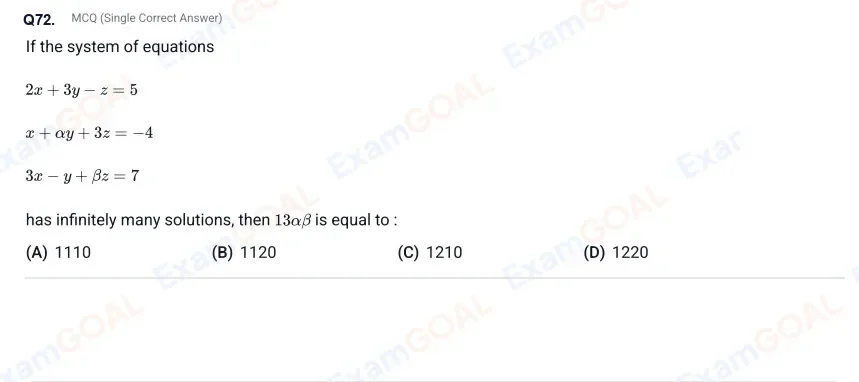 Q72. MCQ (Single Correct Answer)
If the system of equations
2x + 3y − z = 5
x + αy + 3z = −4
3x − y + βz = 7
has infinitely many solutions, then 13αβ is equal to :
(A) 1110 (B) 1120 (C) 1210 (D) 1220
ExamGOAL